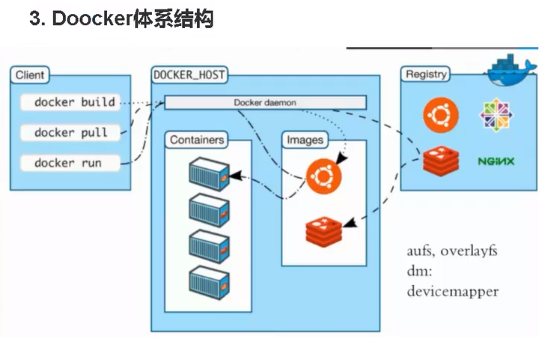 3. Doocker体系结构
Client
docker build
docker pull
docker run
DOCKER_HOST
Docker daemon
Containers
Images
Registry
NGINX
aufs, overlayfs
dm:
devicemapper